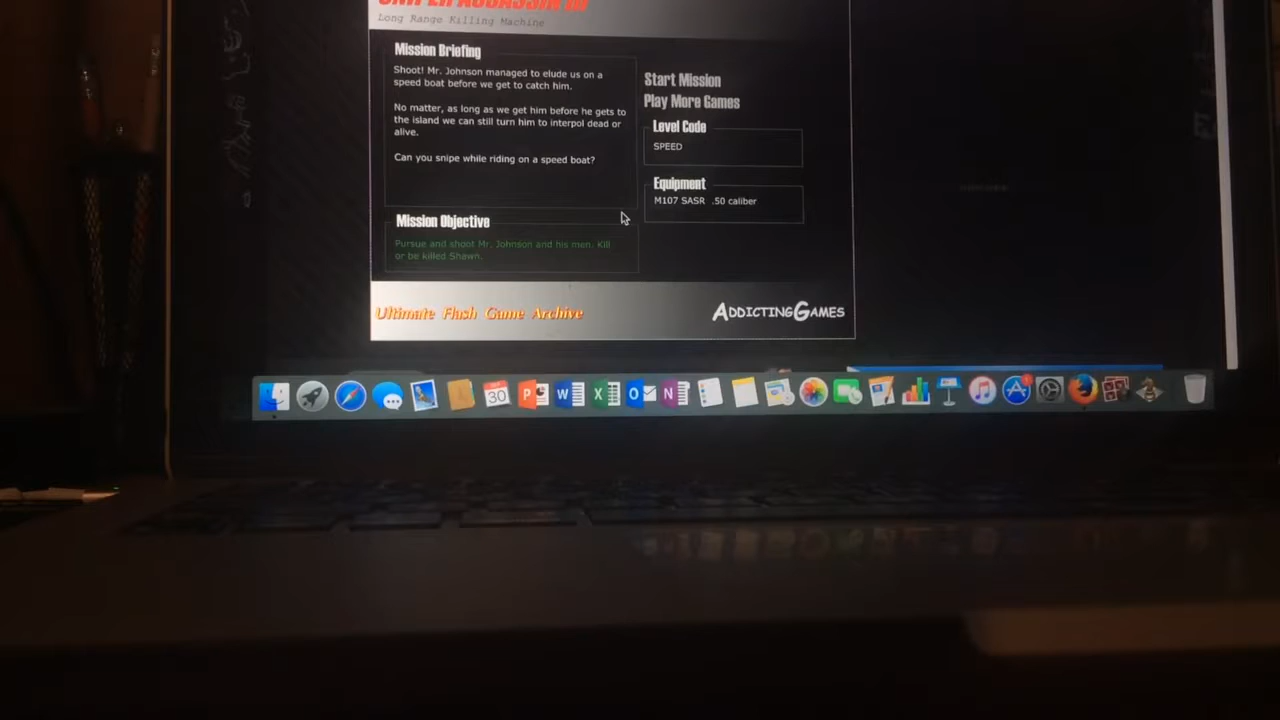 SNIPER ASSASSIN III
Long Range Killing Machine
Mission Briefing
Shoot! Mr. Johnson managed to elude us on a
speed boat before we get to catch him.
No matter, as long as we get him before he gets to
the island we can still turn him to interpol dead or
alive.
Can you snipe while riding on a speed boat?
Mission Objective
Pursue and shoot Mr. Johnson and his men. Kill
or be killed Shawn.
Start Mission
Play More Games
Level Code
SPEED
Equipment
M107 SASR .50 caliber
Ultimate Flash Game Archive
ADDICTINGGAMES
30
P
W
X
O
N